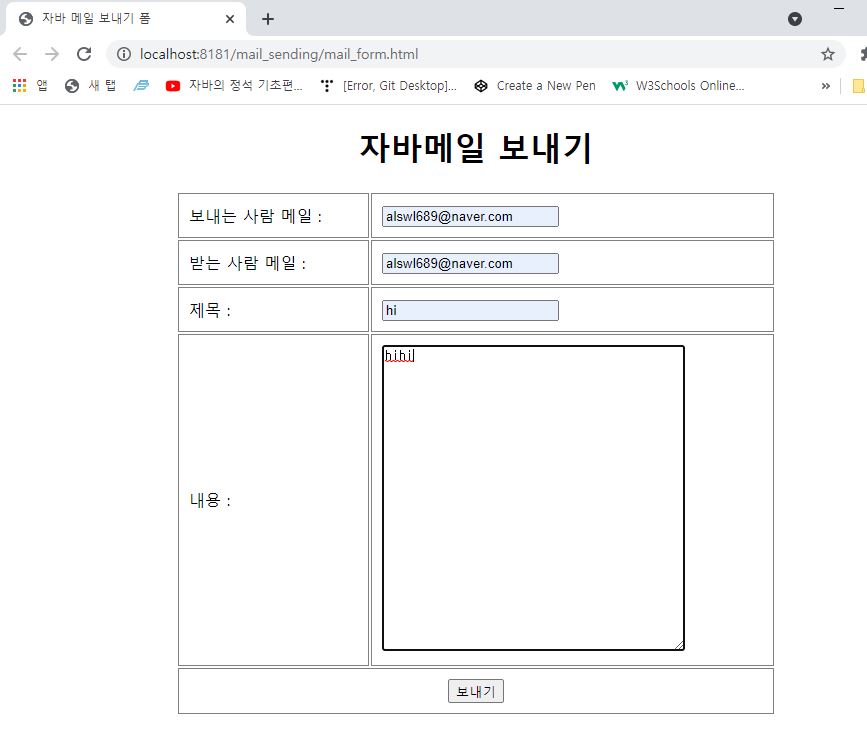 자바 메일 보내기 폼
localhost:8181/mail_sending/mail_form.html
앱 새 탭 자바의 정석 기초편... [Error, Git Desktop]... Create a New Pen W3Schools Online... »
자바메일 보내기
보내는 사람 메일 : alswl689@naver.com
받는 사람 메일 : alswl689@naver.com
제목 : hi
내용 : hihi
보내기